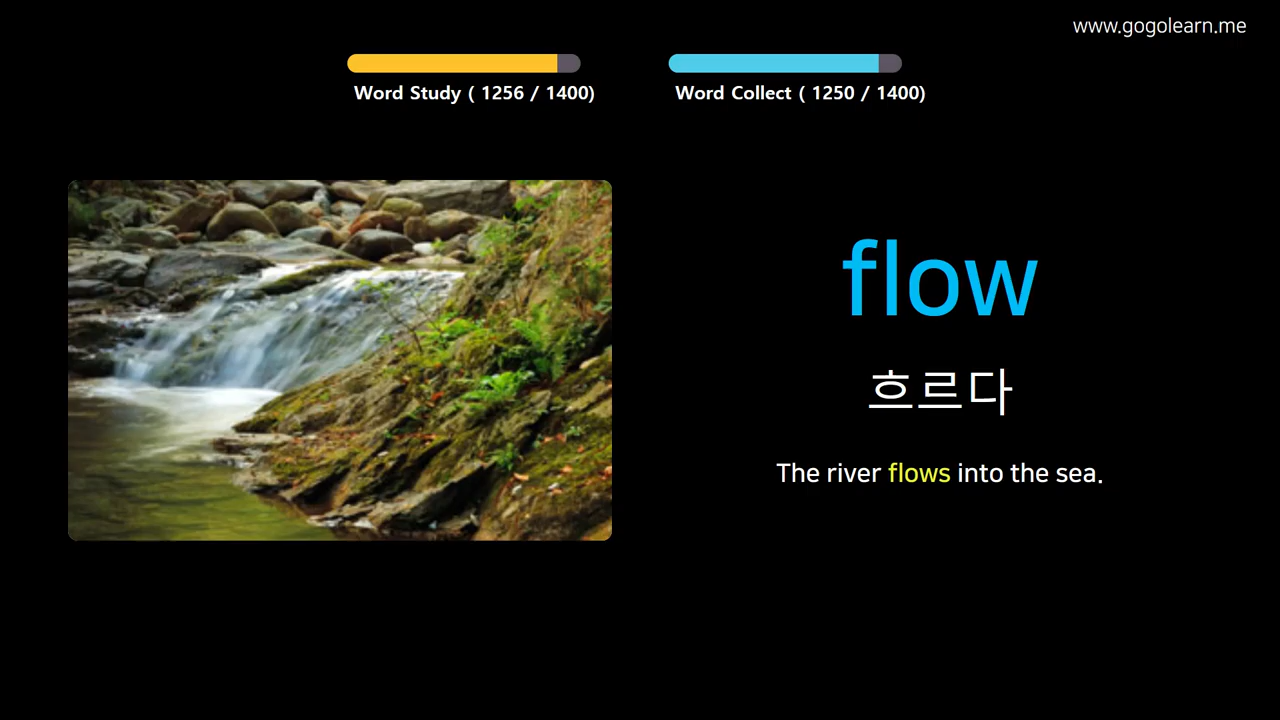 www.gogolearn.me
Word Study ( 1256 / 1400)
Word Collect ( 1250 / 1400)
flow
흐르다
The river flows into the sea.